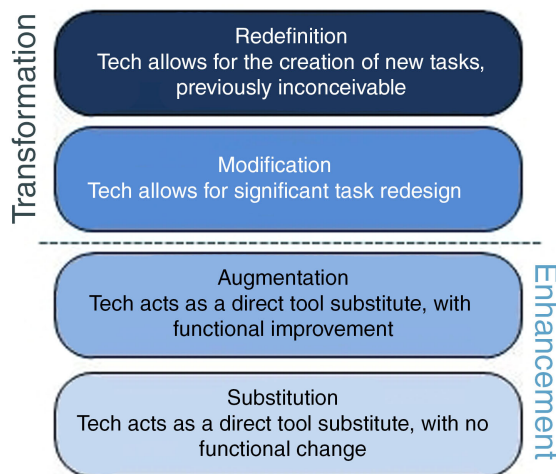 Transformation
Redefinition
Tech allows for the creation of new tasks,
previously inconceivable
Modification
Tech allows for significant task redesign
Enhancement
Augmentation
Tech acts as a direct tool substitute, with
functional improvement
Substitution
Tech acts as a direct tool substitute, with no
functional change